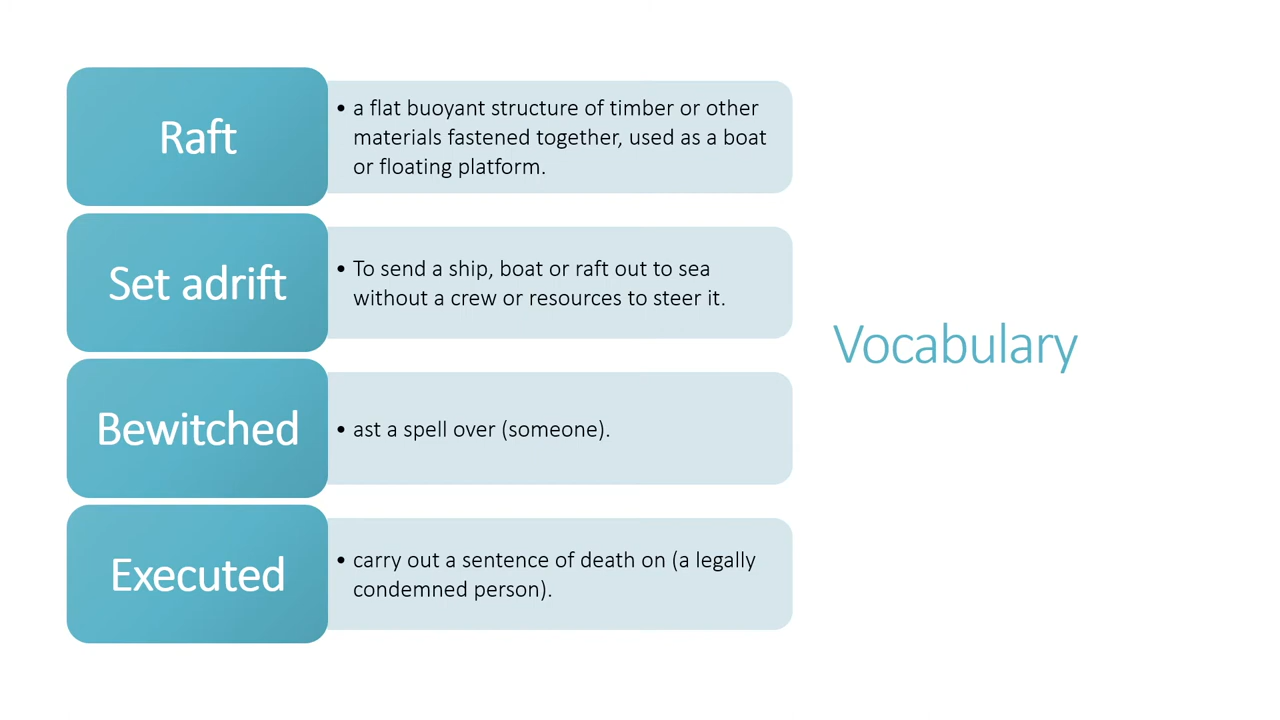 Raft
• a flat buoyant structure of timber or other
materials fastened together, used as a boat
or floating platform.
Set adrift
• To send a ship, boat or raft out to sea
without a crew or resources to steer it.
Bewitched
• ast a spell over (someone).
Executed
• carry out a sentence of death on (a legally
condemned person).
Vocabulary